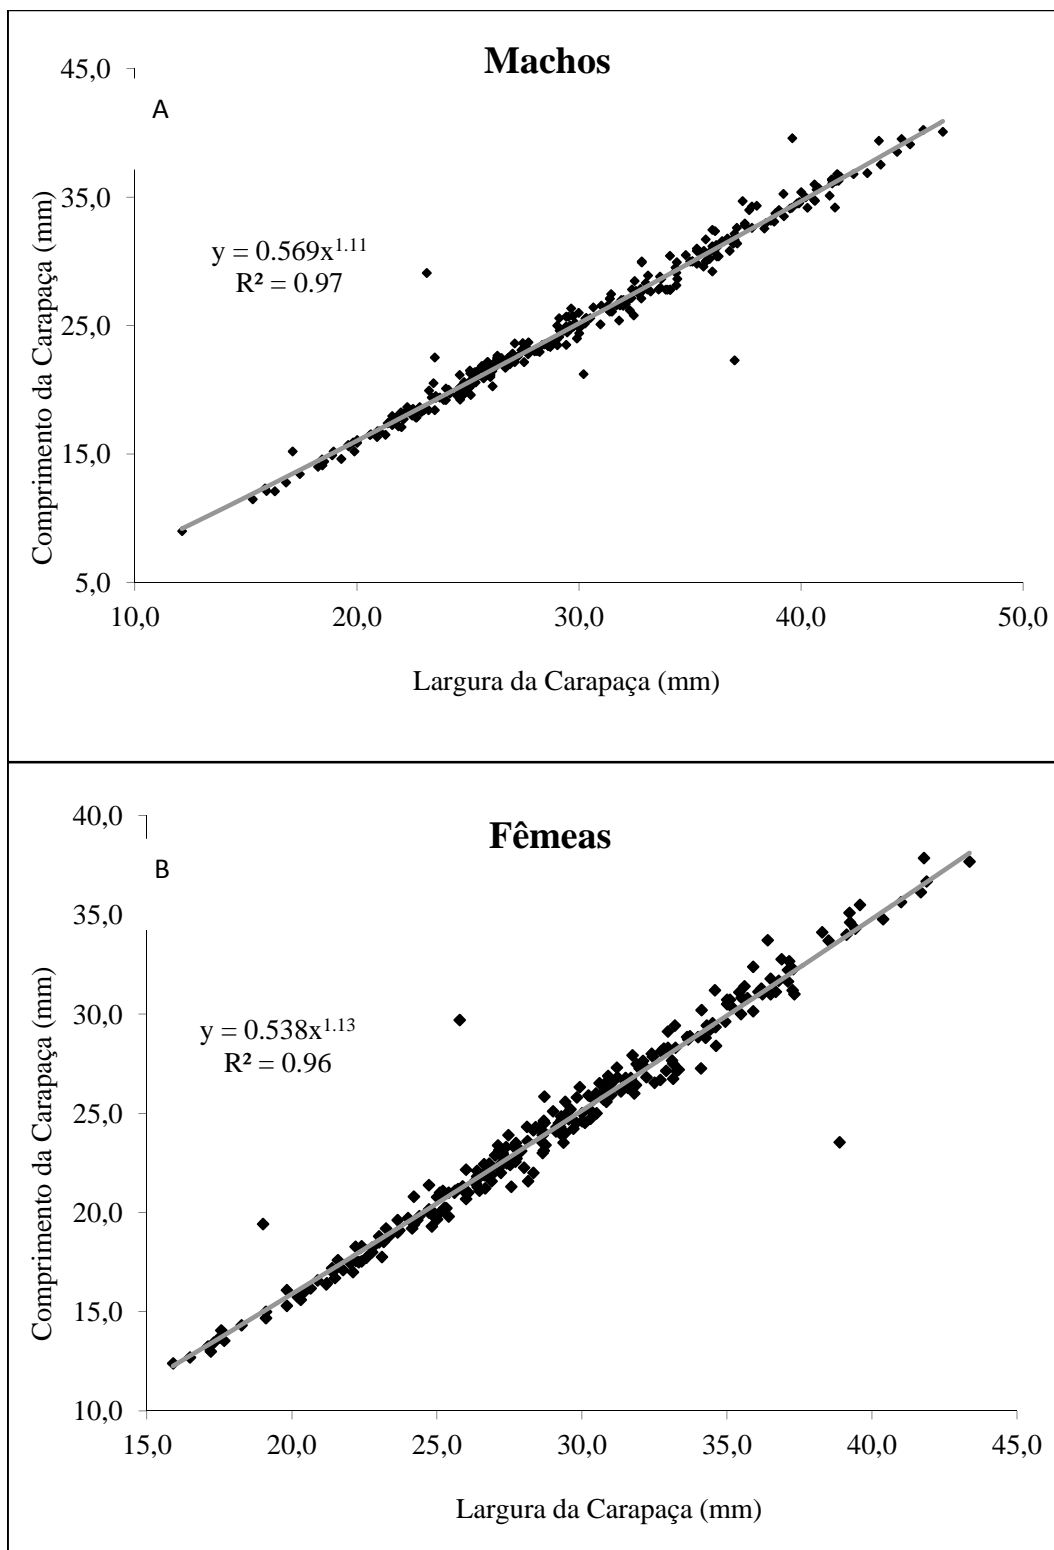 Machos
A
45,0
35,0
25,0
15,0
5,0
Comprimento da Carapaça (mm)
y = 0.569x^1.11
R² = 0.97
10,0 20,0 30,0 40,0 50,0
Largura da Carapaça (mm)
Fêmeas
B
40,0
35,0
30,0
25,0
20,0
15,0
10,0
Comprimento da Carapaça (mm)
y = 0.538x^1.13
R² = 0.96
15,0 20,0 25,0 30,0 35,0 40,0 45,0
Largura da Carapaça (mm)